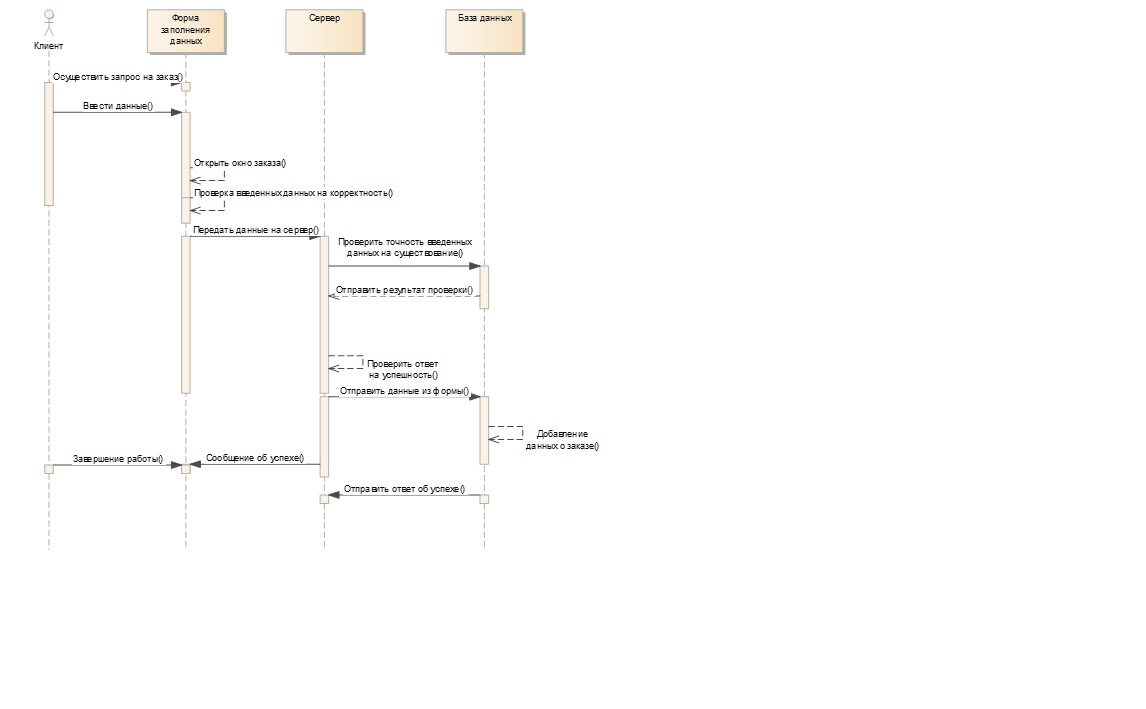 Клиент
Форма
заполнения
данных
Сервер
База данных
Осуществить запрос на заказ()
Ввести данные()
Открыть окно заказа()
Проверка введенных данных на корректность()
Передать данные на сервер()
Проверить точность введенных
данных на существование()
Отправить результат проверки()
Проверить ответ
на успешность()
Отправить данные из формы()
Добавление
данных о заказе()
Завершение работы()
Сообщение об успехе()
Отправить ответ об успехе()